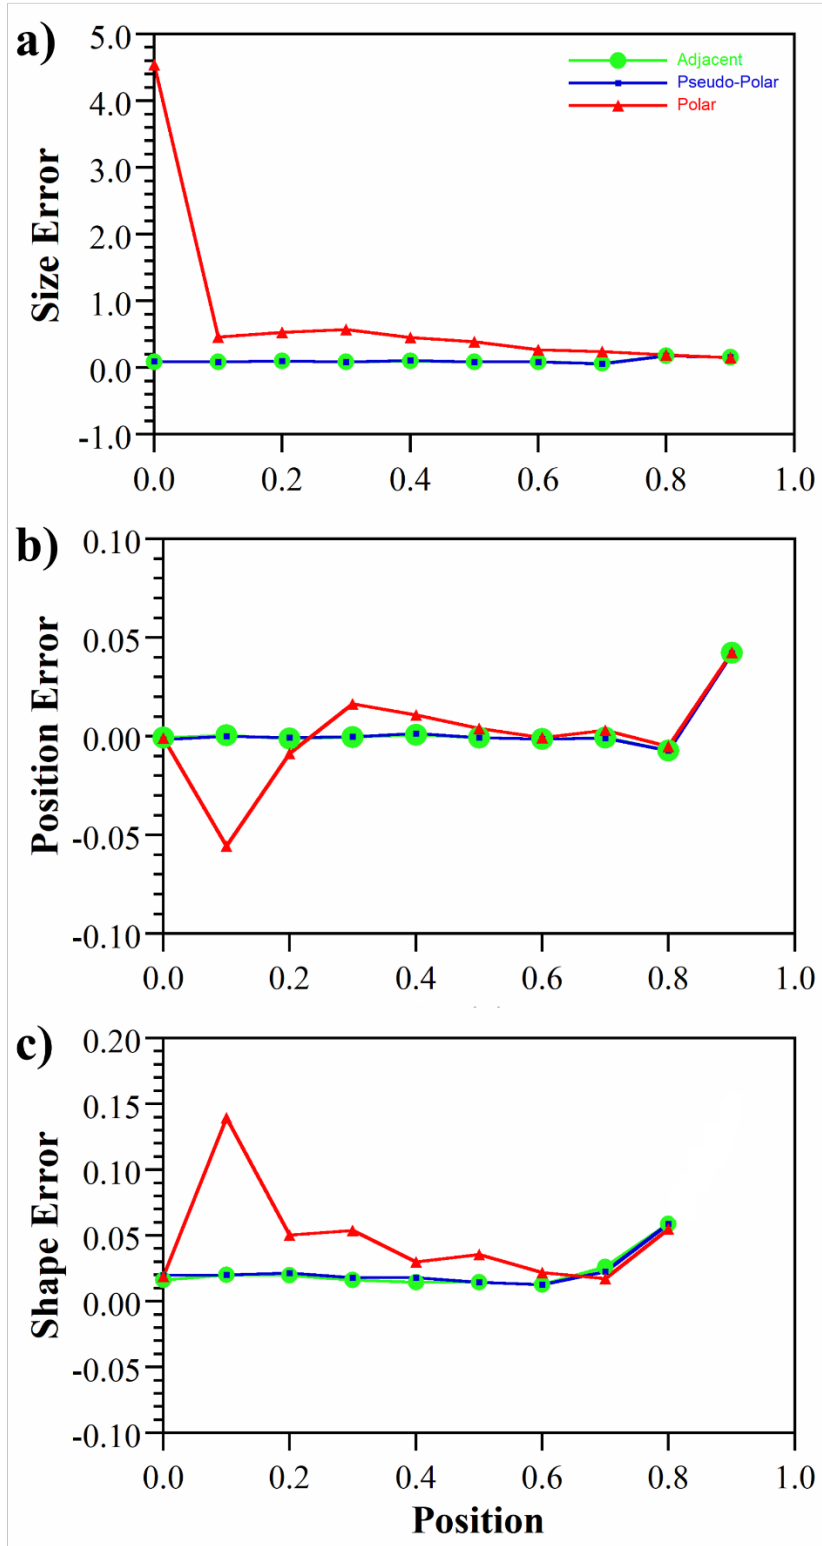 a)
5.0
4.0
3.0
2.0
1.0
0.0
-1.0
Size Error
Adjacent
Pseudo-Polar
Polar
0.0 0.2 0.4 0.6 0.8 1.0
b)
0.10
0.05
0.00
-0.05
-0.10
Position Error
0.0 0.2 0.4 0.6 0.8 1.0
c)
0.20
0.15
0.10
0.05
0.00
-0.05
-0.10
Shape Error
0.0 0.2 0.4 0.6 0.8 1.0
Position